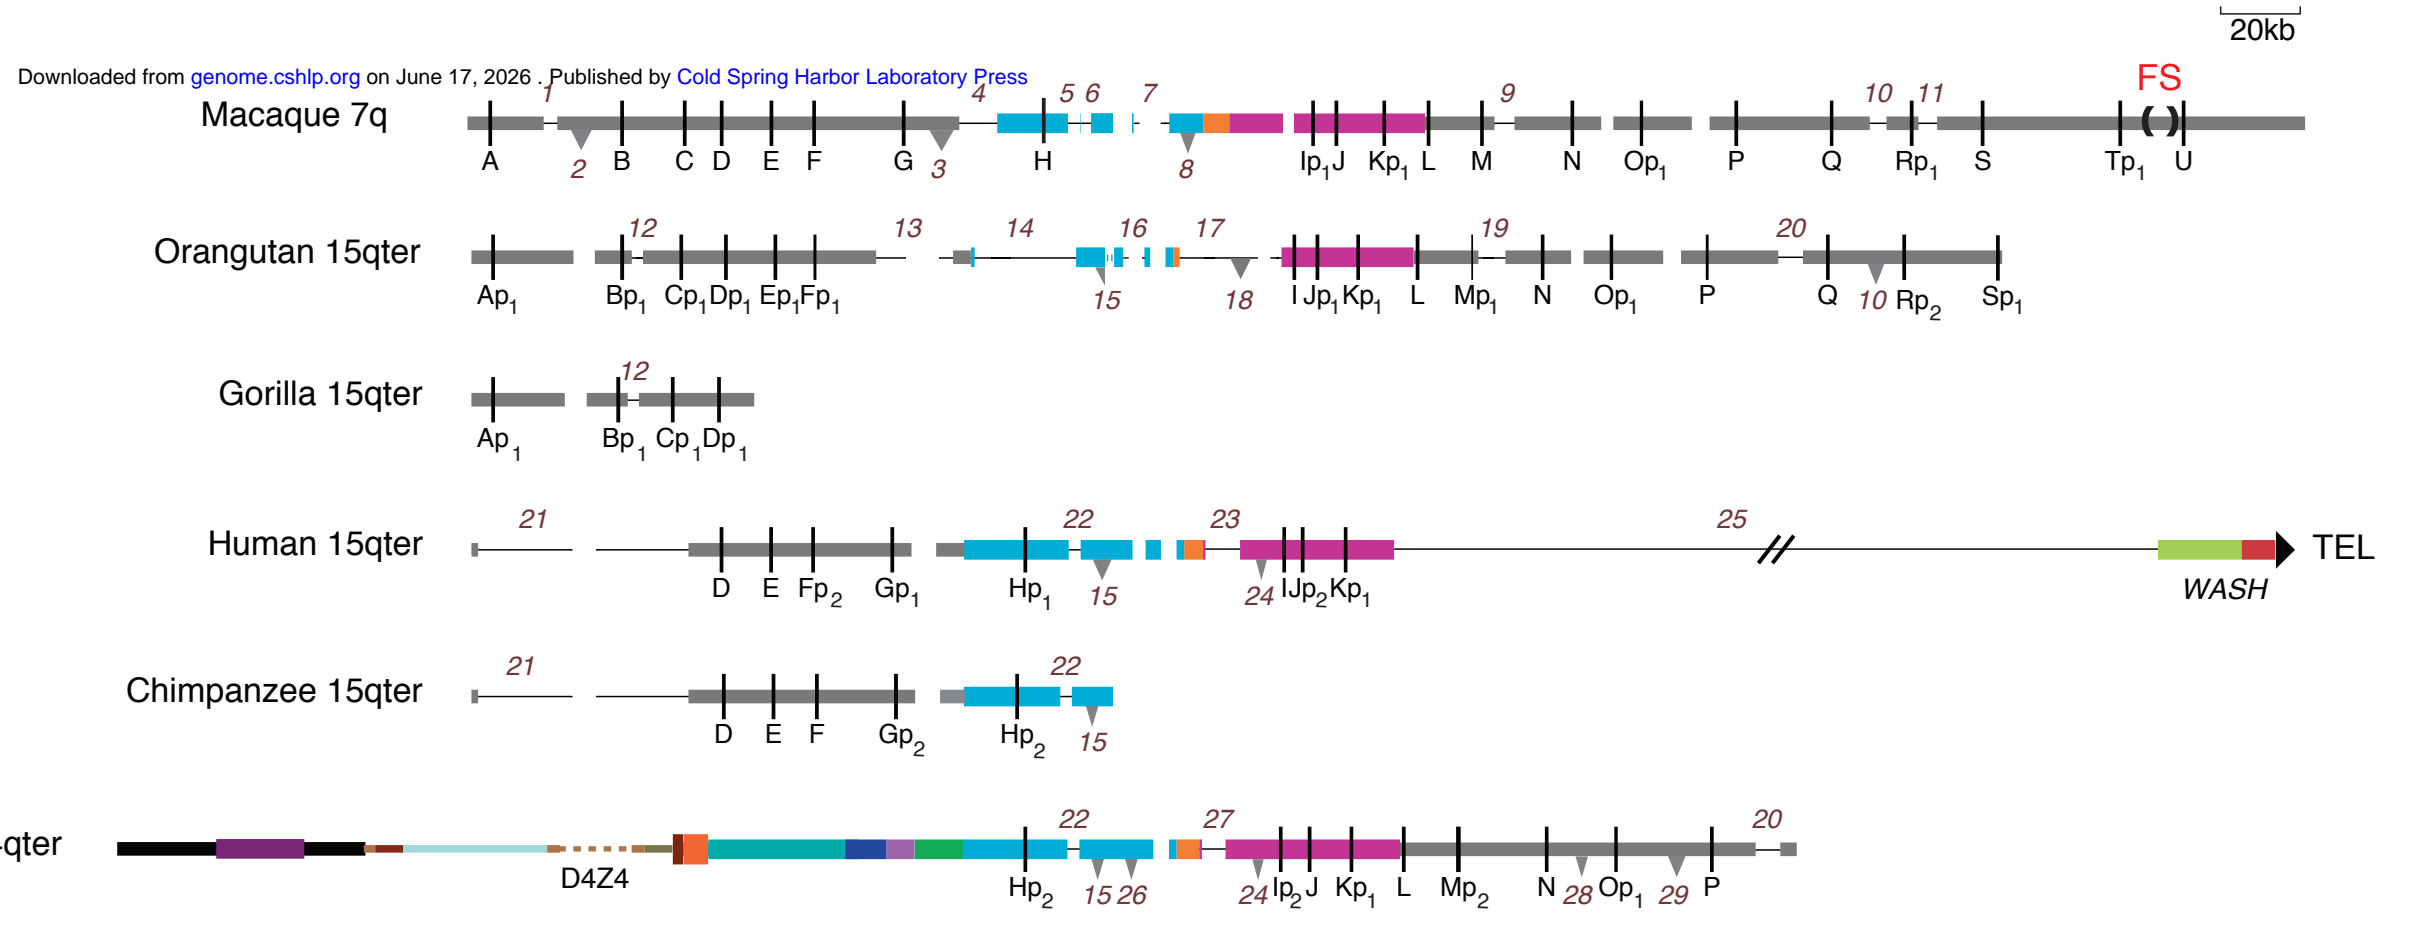 20kb
Downloaded from genome.cshlp.org on June 17, 2026 . Published by Cold Spring Harbor Laboratory Press
FS
1 4 5 6 7 9 10 11
Macaque 7q ( )
A 2 B C D E F G 3 H 8 Ip1 J Kp1 L M N Op1 P Q Rp1 S Tp1 U
12 13 14 16 17 19 20
Orangutan 15qter
Ap1 Bp1 Cp1 Dp1 Ep1 Fp1 15 18 I Jp1 Kp1 L Mp1 N Op1 P Q 10 Rp2 Sp1
12
Gorilla 15qter
Ap1 Bp1 Cp1 Dp1
21 22 23 25
Human 15qter TEL
D E Fp2 Gp1 Hp1 15 24 I Jp2 Kp1 WASH
21 22
Chimpanzee 15qter
D E F Gp2 Hp2 15
22 27 20
qter
D4Z4 Hp2 15 26 24 Ip2 J Kp1 L Mp2 N 28 Op1 29 P